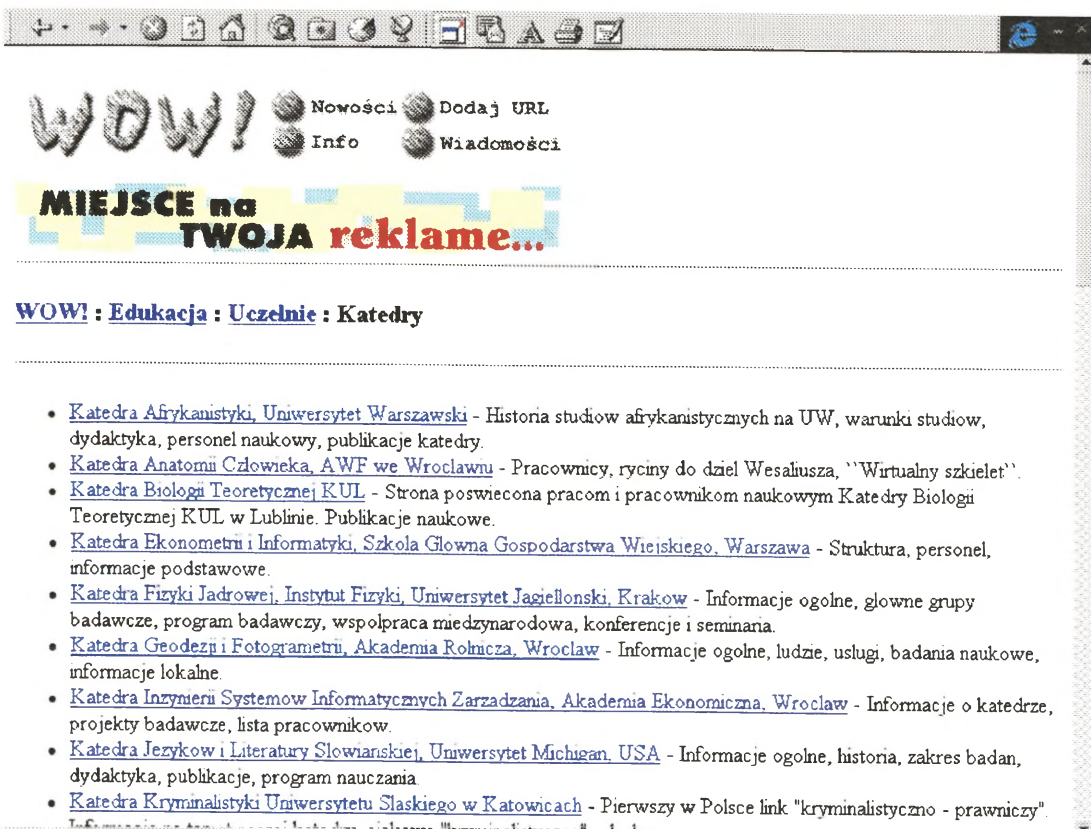 WOW!
Nowości Dodaj URL
Info Wiadomości
MIEJSCE na
TWOJA reklame...
WOW! : Edukacja : Uczelnie : Katedry
• Katedra Afrykanistyki, Uniwersytet Warszawski - Historia studiow afrykanistycznych na UW, warunki studiow,
dydaktyka, personel naukowy, publikacje katedry.
• Katedra Anatomii Czlowieka, AWF we Wroclawiu - Pracownicy, ryciny do dziel Wesaliusza, ``Wirtualny szkielet``.
• Katedra Biologii Teoretycznej KUL - Strona poswiecona pracom i pracownikom naukowym Katedry Biologii
Teoretycznej KUL w Lublinie. Publikacje naukowe.
• Katedra Ekonometrii i Informatyki, Szkola Glowna Gospodarstwa Wiejskiego, Warszawa - Struktura, personel,
informacje podstawowe.
• Katedra Fizyki Jadrowej, Instytut Fizyki, Uniwersytet Jagiellonski, Krakow - Informacje ogolne, glowne grupy
badawcze, program badawczy, wspolpraca miedzynarodowa, konferencje i seminaria.
• Katedra Geodezji i Fotogrametrii, Akademia Rolnicza, Wroclaw - Informacje ogolne, ludzie, uslugi, badania naukowe,
informacje lokalne.
• Katedra Inzynierii Systemow Informatycznych Zarzadzania, Akademia Ekonomiczna, Wroclaw - Informacje o katedrze,
projekty badawcze, lista pracownikow.
• Katedra Jezykow i Literatury Slowianskiej, Uniwersytet Michigan, USA - Informacje ogolne, historia, zakres badan,
dydaktyka, publikacje, program nauczania.
• Katedra Kryminalistyki Uniwersytetu Slaskiego w Katowicach - Pierwszy w Polsce link "kryminalistyczno - prawniczy".